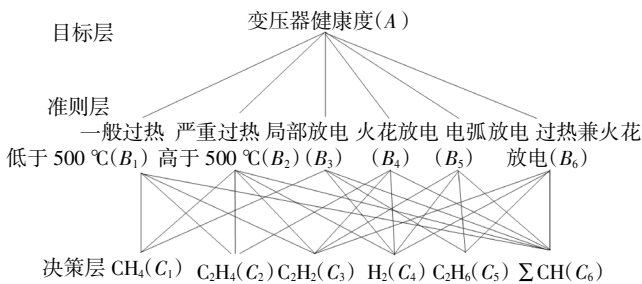 变压器健康度(A)
目标层
准则层
一般过热 严重过热 局部放电 火花放电 电弧放电 过热兼火花
低于 500 ℃(B₁) 高于 500 ℃(B₂) (B₃) (B₄) (B₅) 放电(B₆)
决策层 CH₄(C₁) C₂H₄(C₂) C₂H₂(C₃) H₂(C₄) C₂H₆(C₅) ∑CH(C₆)